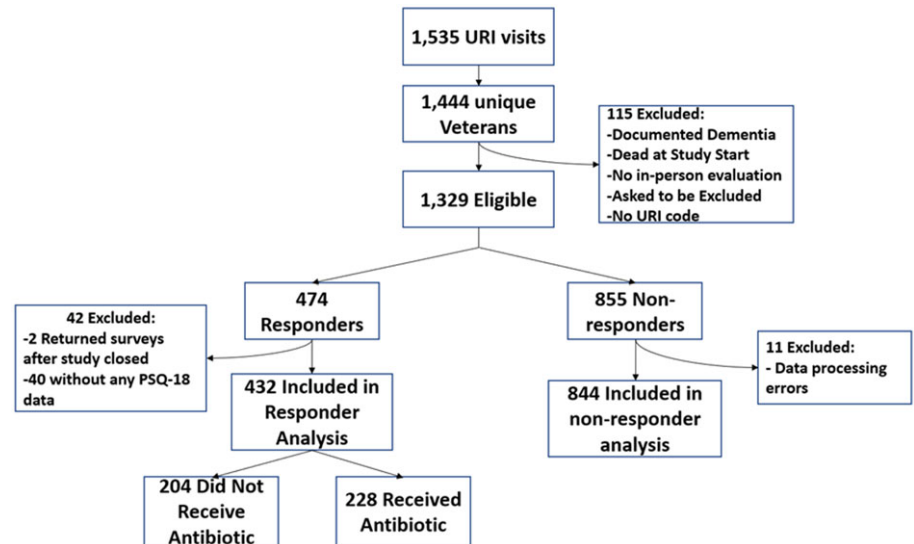 1,535 URI visits
1,444 unique
Veterans
115 Excluded:
-Documented Dementia
-Dead at Study Start
-No in-person evaluation
-Asked to be Excluded
-No URI code
1,329 Eligible
474
Responders
855 Non-
responders
42 Excluded:
-2 Returned surveys
after study closed
-40 without any PSQ-18
data
11 Excluded:
- Data processing
errors
432 Included in
Responder
Analysis
844 Included in
non-responder
analysis
204 Did Not
Receive
Antibiotic
228 Received
Antibiotic